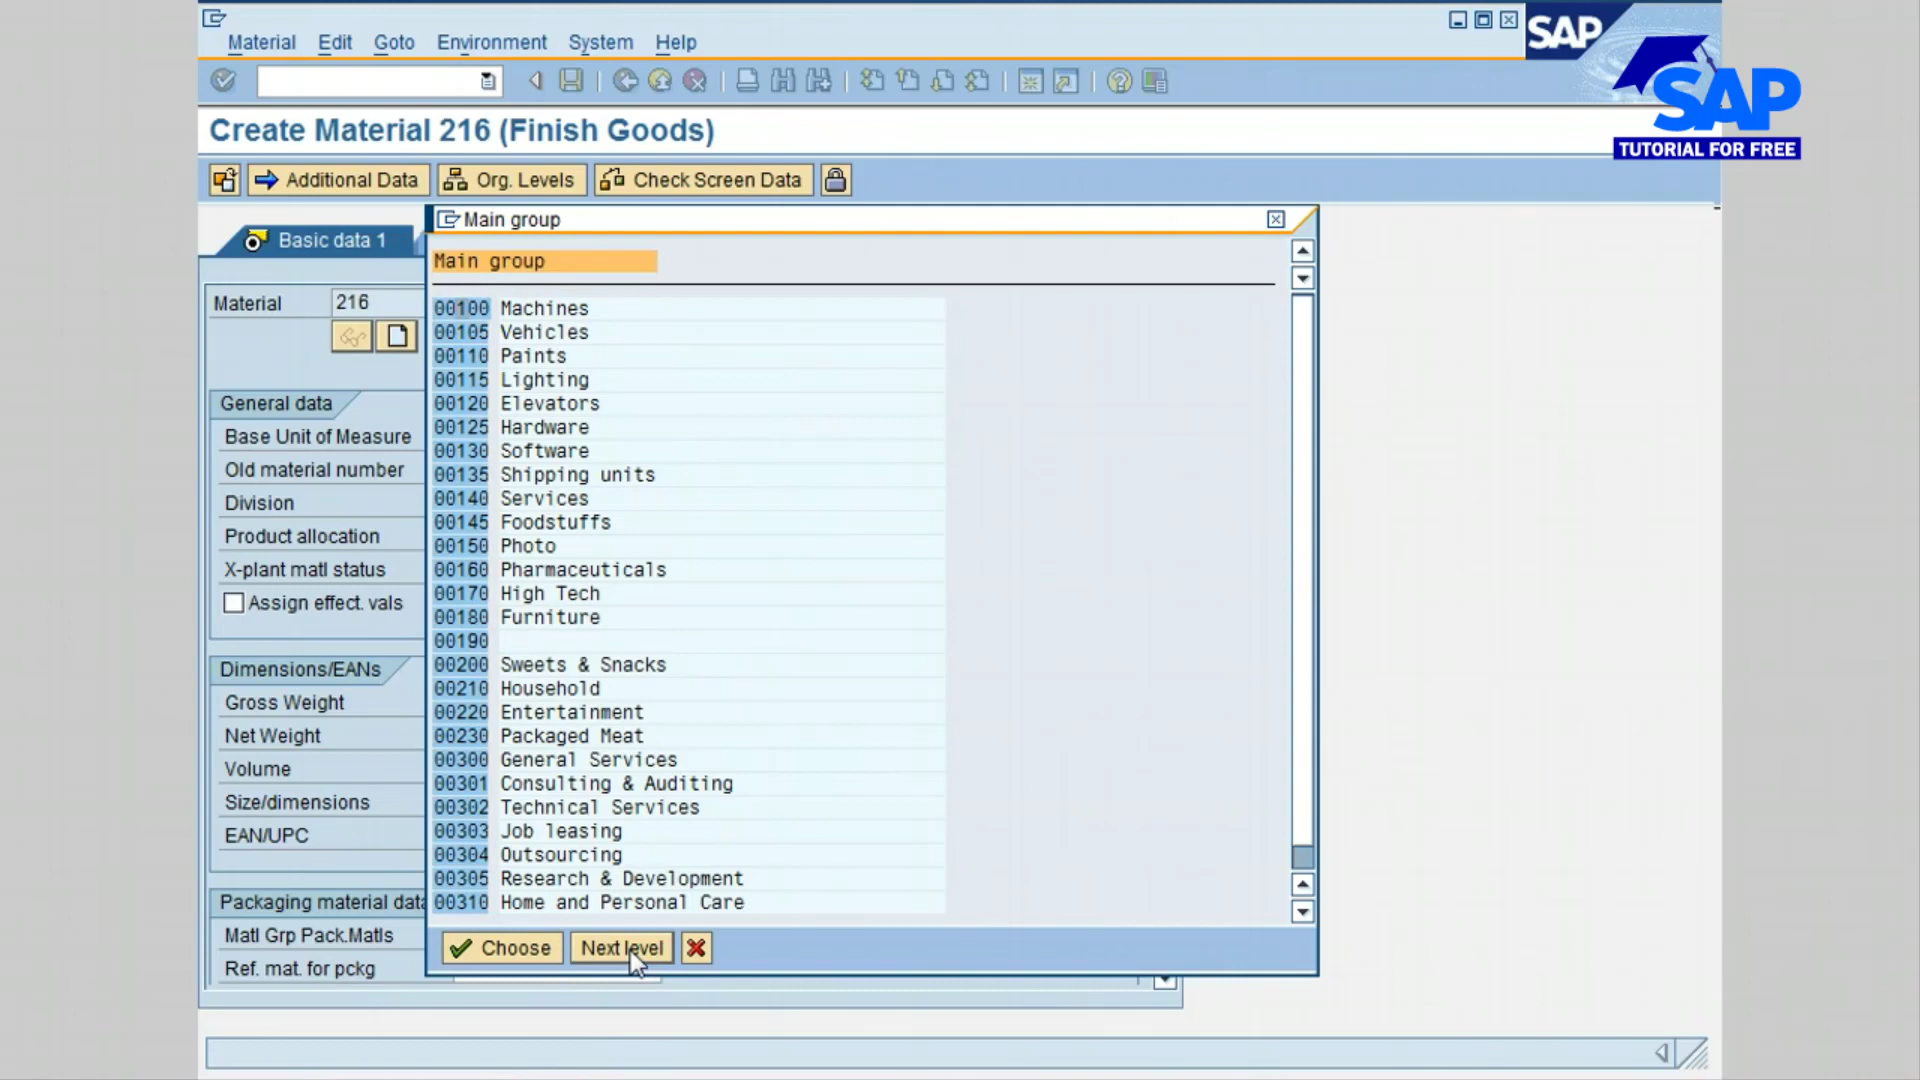 Material Edit Goto Environment System Help
SAP
SAP
TUTORIAL FOR FREE
Create Material 216 (Finish Goods)
Additional Data Org. Levels Check Screen Data
Basic data 1
Main group
Main group
Material 216
00100 Machines
00105 Vehicles
00110 Paints
00115 Lighting
00120 Elevators
00125 Hardware
00130 Software
00135 Shipping units
00140 Services
00145 Foodstuffs
00150 Photo
00160 Pharmaceuticals
00170 High Tech
00180 Furniture
00190
00200 Sweets & Snacks
00210 Household
00220 Entertainment
00230 Packaged Meat
00300 General Services
00301 Consulting & Auditing
00302 Technical Services
00303 Job leasing
00304 Outsourcing
00305 Research & Development
00310 Home and Personal Care
Choose Next level
General data
Base Unit of Measure
Old material number
Division
Product allocation
X-plant matl status
Assign effect. vals
Dimensions/EANs
Gross Weight
Net Weight
Volume
Size/dimensions
EAN/UPC
Packaging material data
Matl Grp Pack.Matls
Ref. mat. for pckg